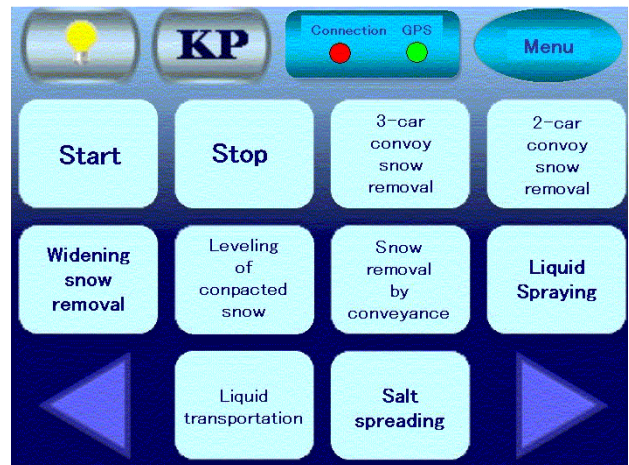 KP
Connection GPS
Menu
Start
Stop
3-car
convoy
snow
removal
2-car
convoy
snow
removal
Widening
snow
removal
Leveling
of
conpacted
snow
Snow
removal
by
conveyance
Liquid
Spraying
Liquid
transportation
Salt
spreading